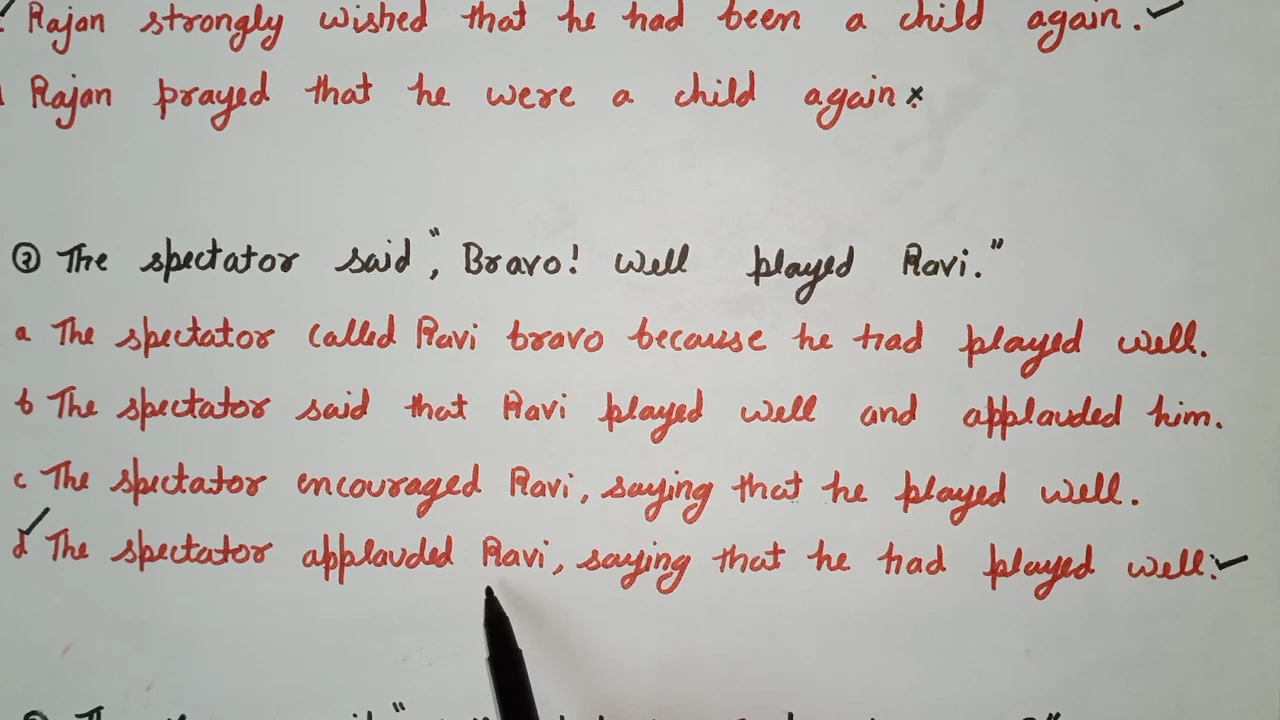 Rajan strongly wished that he had been a child again. ✓
Rajan prayed that he were a child again. ×
② The spectator said", Bravo! Well played Ravi."
a The spectator called Ravi bravo because he had played well.
b The spectator said that Ravi played well and applauded him.
c The spectator encouraged Ravi, saying that he played well.
d The spectator applauded Ravi, saying that he had played well. ✓